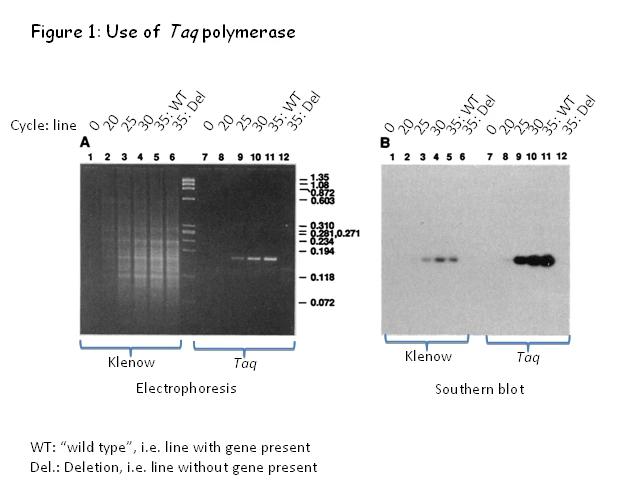 Figure 1: Use of Taq polymerase
Cycle: line 0 20 25 30 35: WT 35: Del 0 20 25 30 35: WT 35: Del 0 20 25 30 35: WT 35: Del 0 20 25 30 35: WT 35: Del
A B
1 2 3 4 5 6 7 8 9 10 11 12 1 2 3 4 5 6 7 8 9 10 11 12
1.35
1.08
0.872
0.603
0.310
0.281,0.271
0.234
0.194
0.118
0.072
Klenow Taq Klenow Taq
Electrophoresis Southern blot
WT: “wild type”, i.e. line with gene present
Del.: Deletion, i.e. line without gene present